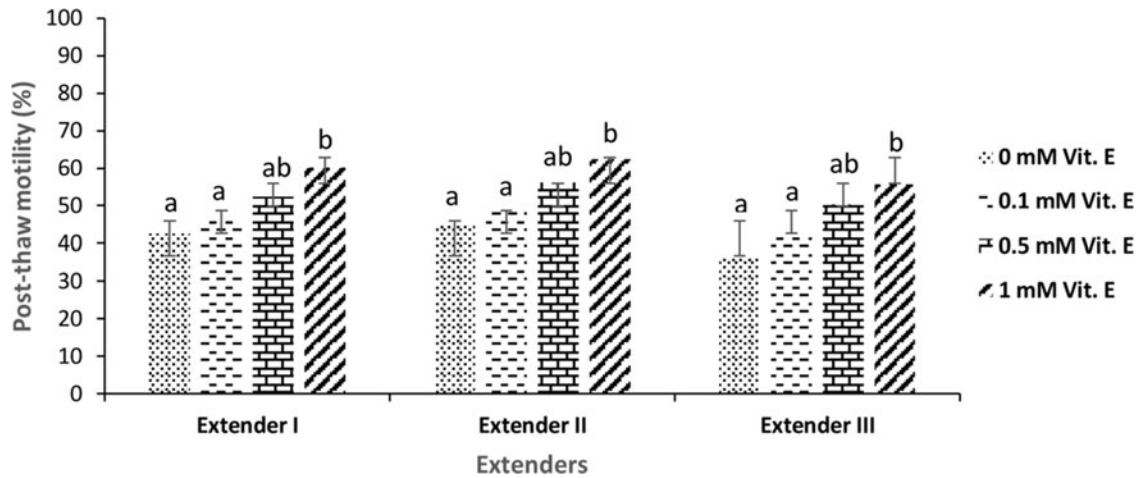 100
90
80
70
60
50
40
30
20
10
0
Post-thaw motility (%)
a
a
ab
b
a
a
ab
b
a
a
ab
b
Extender I
Extender II
Extender III
Extenders
0 mM Vit. E
0.1 mM Vit. E
0.5 mM Vit. E
1 mM Vit. E